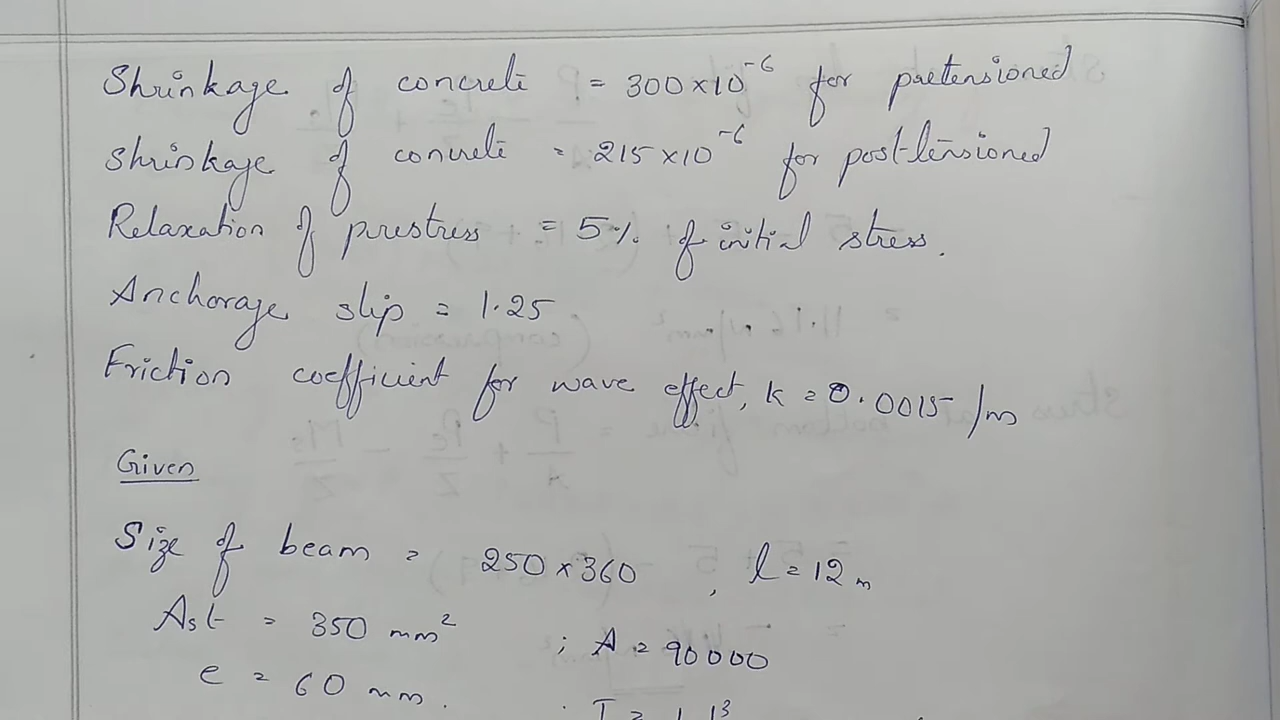 Shrinkage of concrete = 300 × 10⁻⁶ for pretensioned
Shrinkage of concrete = 215 × 10⁻⁶ for post tensioned
Relaxation of prestress = 5% of initial stress.
Anchorage slip = 1.25
Friction coefficient for wave effect, k = 0.0015 /m
Given
Size of beam = 250 × 360 , l = 12 m
Ast = 350 mm² ; A = 90000
e = 60 mm.